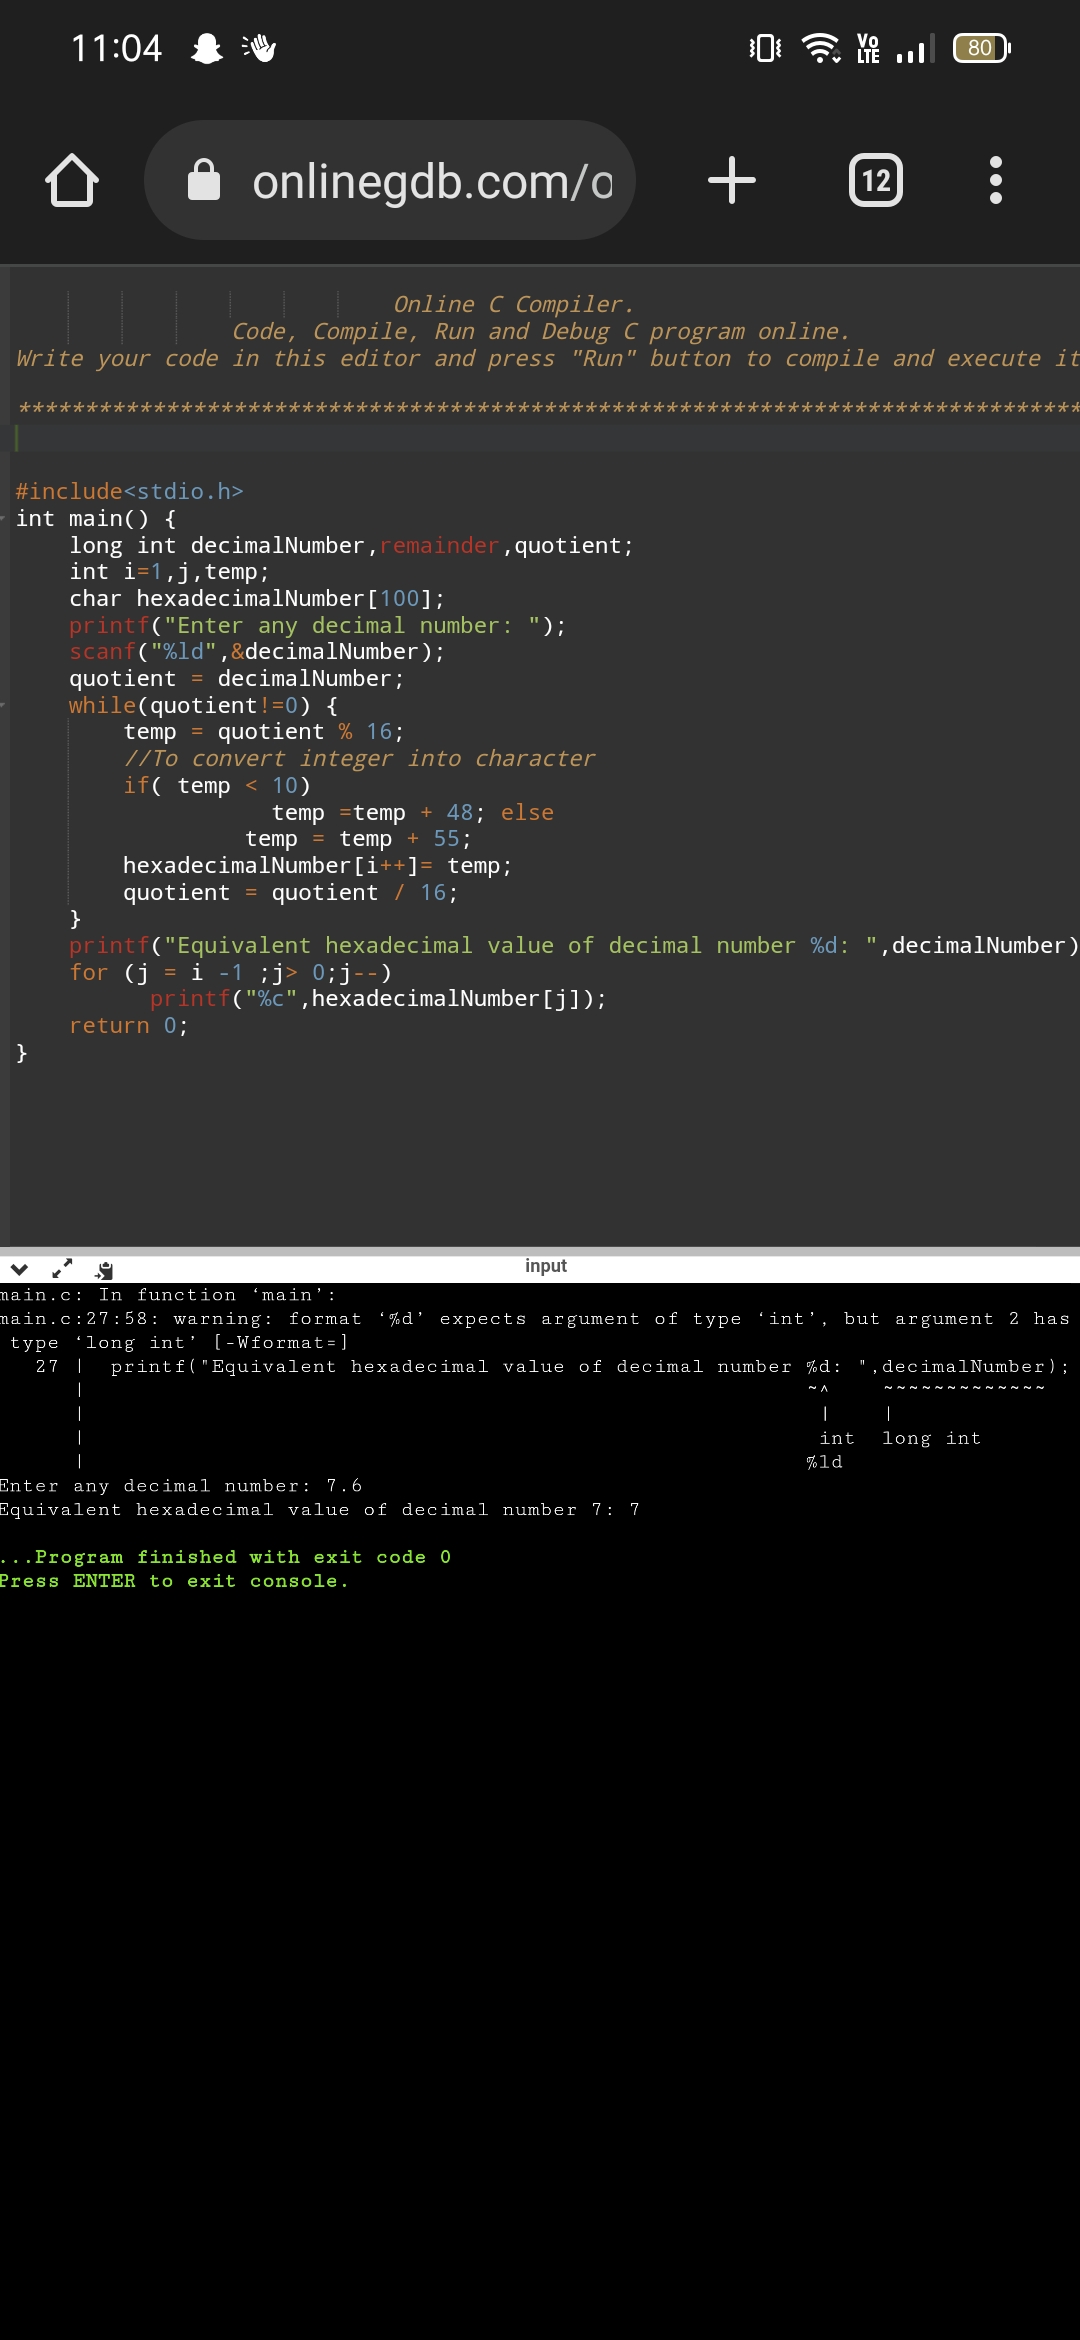 11:04 Vo LTE 80
onlinegdb.com/o 12
Online C Compiler.
Code, Compile, Run and Debug C program online.
Write your code in this editor and press "Run" button to compile and execute it
*******************************************************************************
#include<stdio.h>
int main() {
long int decimalNumber,remainder,quotient;
int i=1,j,temp;
char hexadecimalNumber[100];
printf("Enter any decimal number: ");
scanf("%ld",&decimalNumber);
quotient = decimalNumber;
while(quotient!=0) {
temp = quotient % 16;
//To convert integer into character
if( temp < 10)
temp =temp + 48; else
temp = temp + 55;
hexadecimalNumber[i++]= temp;
quotient = quotient / 16;
}
printf("Equivalent hexadecimal value of decimal number %d: ",decimalNumber)
for (j = i -1 ;j> 0;j--)
printf("%c",hexadecimalNumber[j]);
return 0;
}
input
main.c: In function ‘main’:
main.c:27:58: warning: format ‘%d’ expects argument of type ‘int’, but argument 2 has
type ‘long int’ [-Wformat=]
27 | printf("Equivalent hexadecimal value of decimal number %d: ",decimalNumber);
| ~^ ~~~~~~~~~~~~~
| | |
| int long int
| %ld
Enter any decimal number: 7.6
Equivalent hexadecimal value of decimal number 7: 7
...Program finished with exit code 0
Press ENTER to exit console.